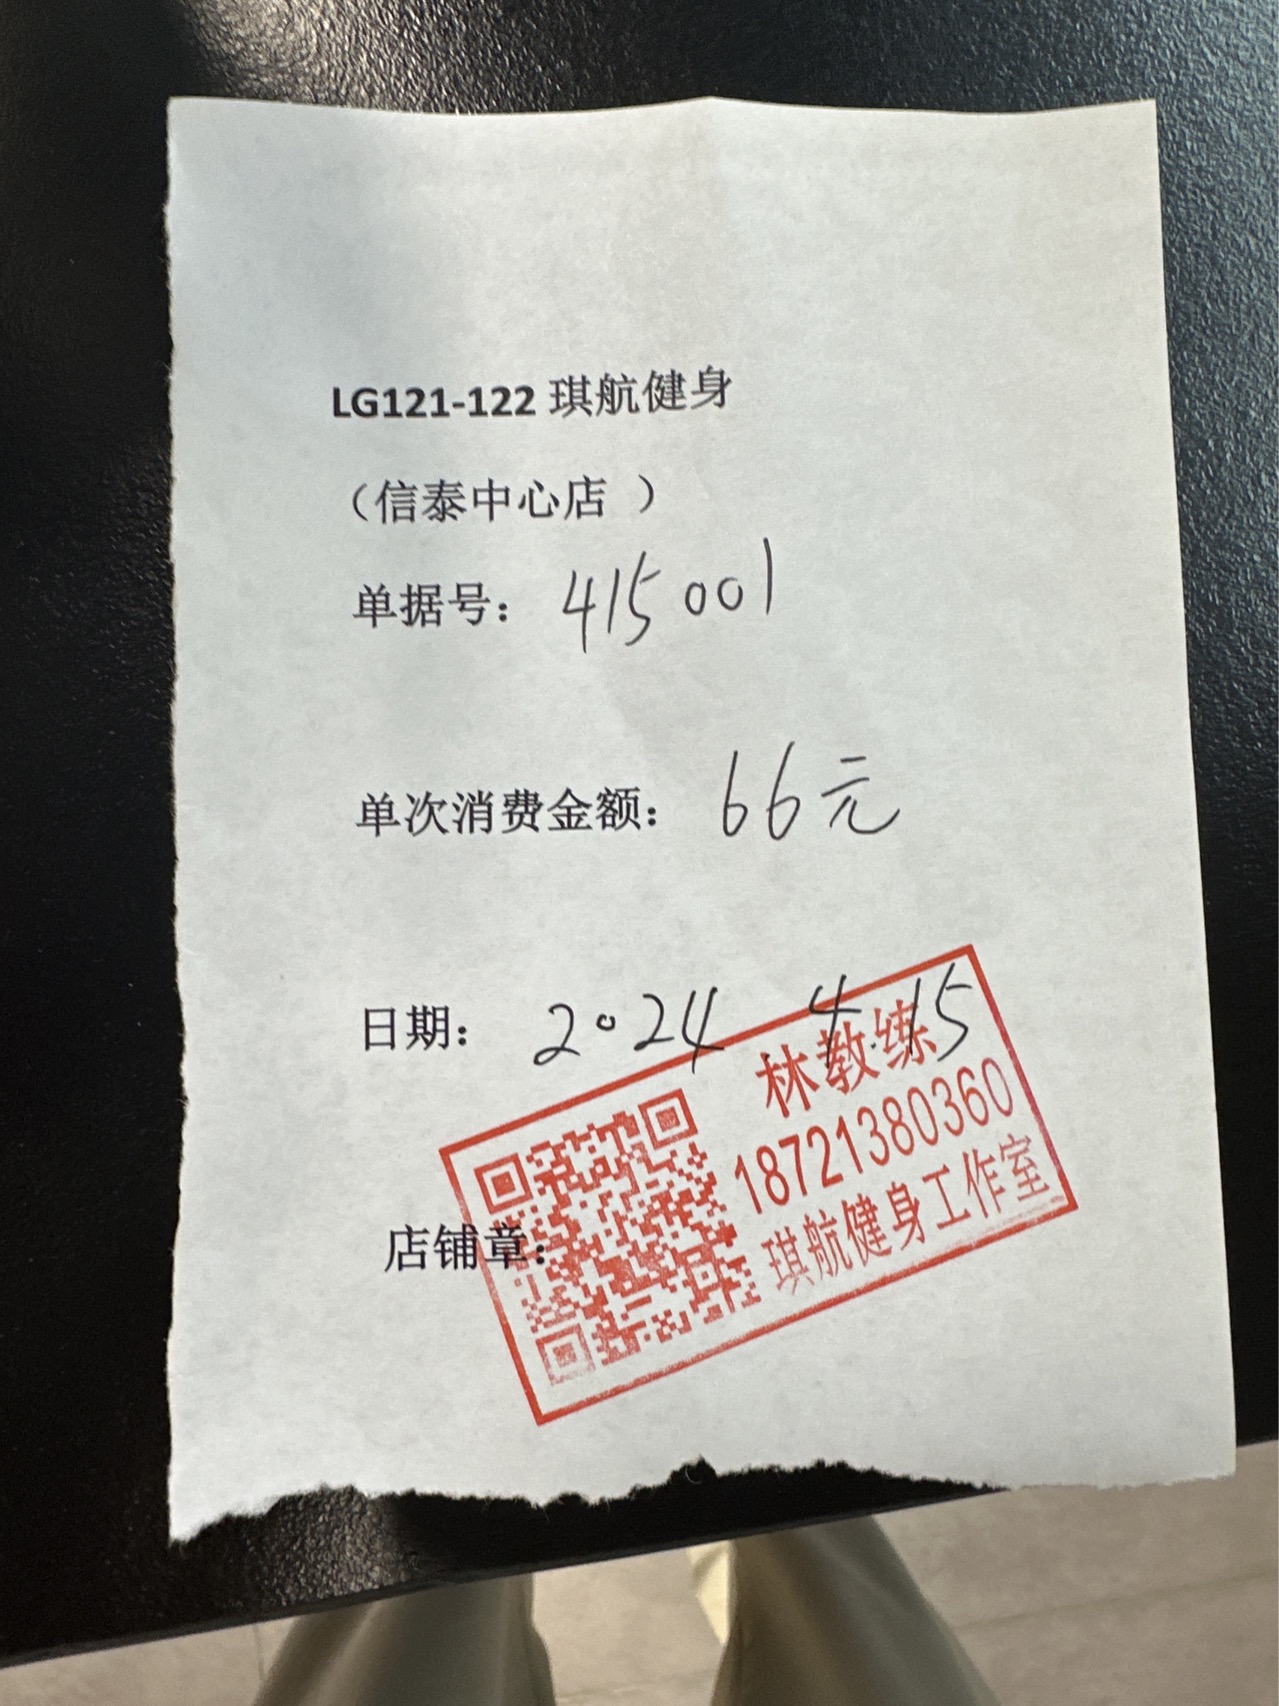 LG121-122 琪航健身
（信泰中心店 ）
单据号： 415001
单次消费金额： 66元
日期： 2024 4.15
店铺章：
林教练
18721380360
琪航健身工作室